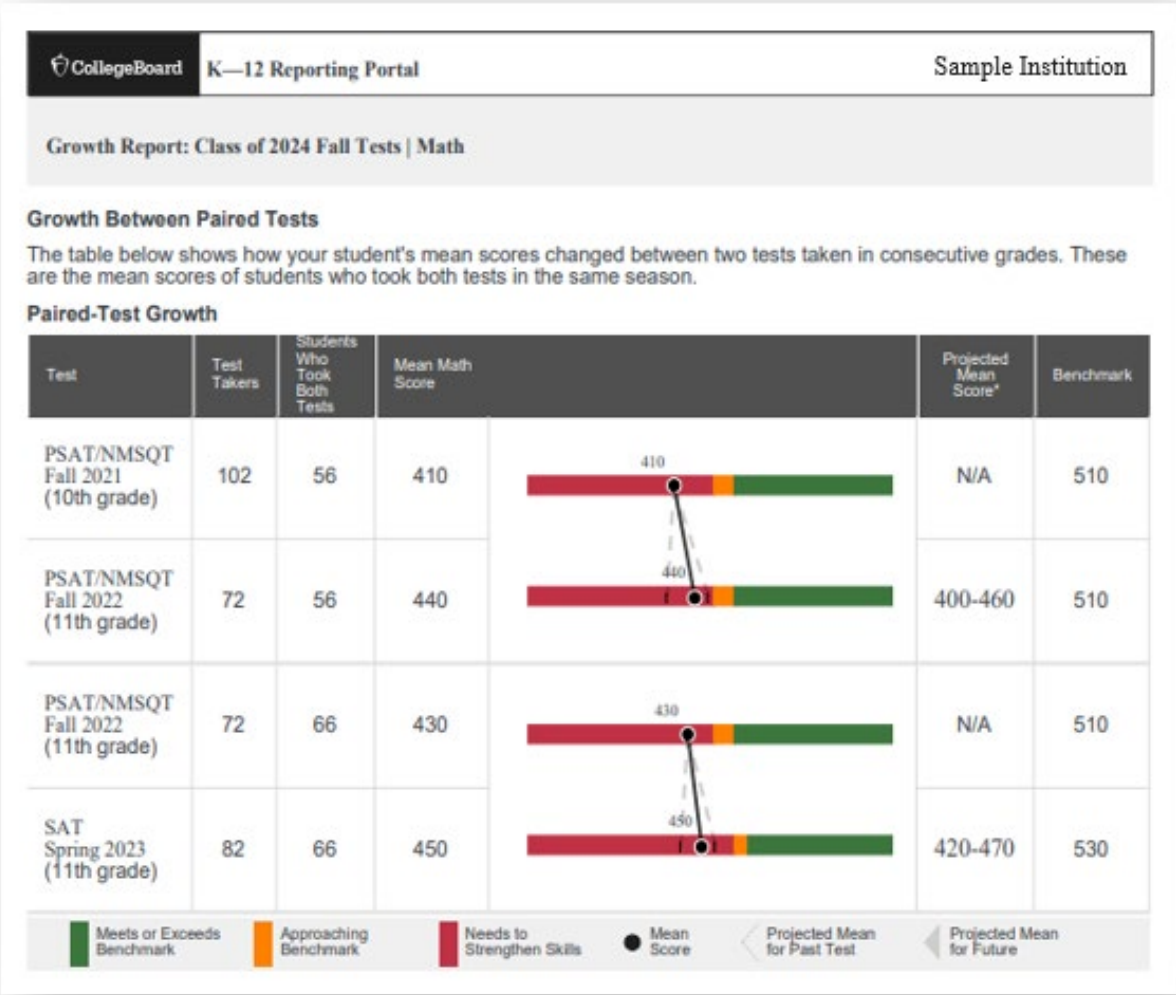 CollegeBoard K—12 Reporting Portal Sample Institution
Growth Report: Class of 2024 Fall Tests | Math
Growth Between Paired Tests
The table below shows how your student's mean scores changed between two tests taken in consecutive grades. These
are the mean scores of students who took both tests in the same season.
Paired-Test Growth
Test
Test
Takers
Students
Who
Took
Both
Tests
Mean Math
Score
Projected
Mean
Score*
Benchmark
PSAT/NMSQT
Fall 2021
(10th grade)
102
56
410
410
N/A
510
PSAT/NMSQT
Fall 2022
(11th grade)
72
56
440
440
400-460
510
PSAT/NMSQT
Fall 2022
(11th grade)
72
66
430
430
N/A
510
SAT
Spring 2023
(11th grade)
82
66
450
450
420-470
530
Meets or Exceeds
Benchmark
Approaching
Benchmark
Needs to
Strengthen Skills
Mean
Score
Projected Mean
for Past Test
Projected Mean
for Future